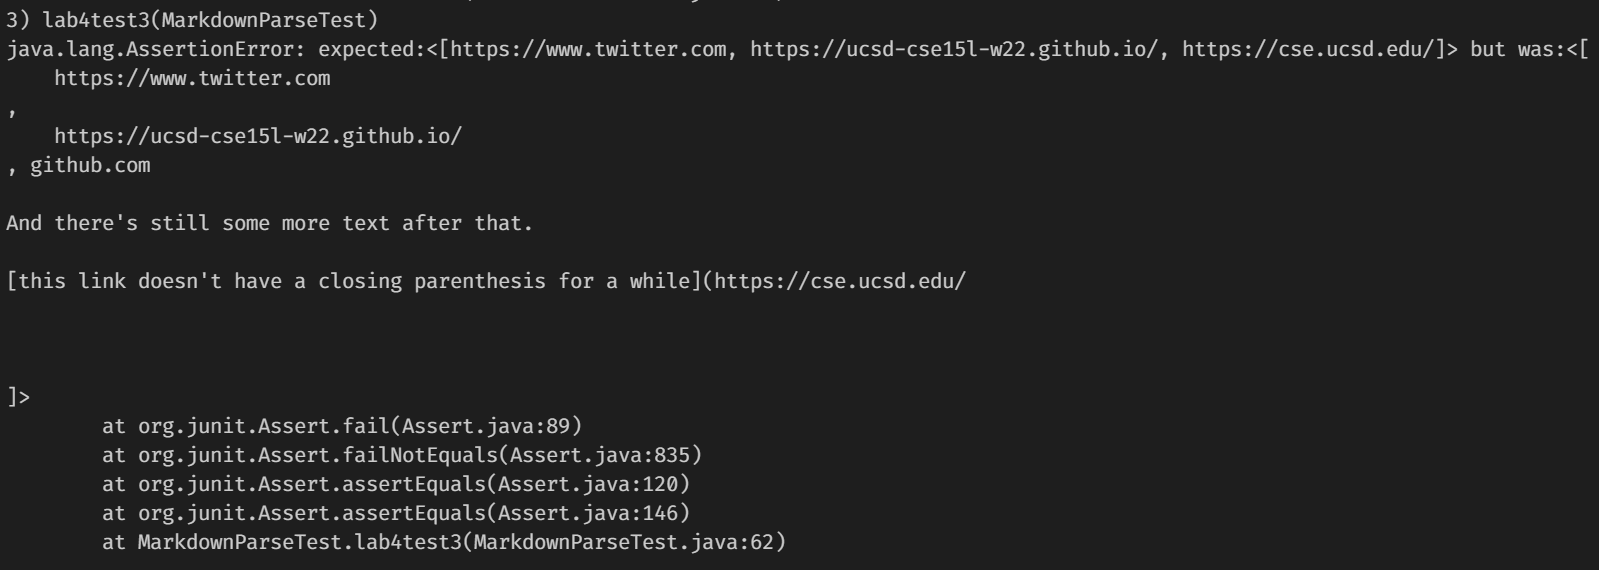 3) lab4test3(MarkdownParseTest)
java.lang.AssertionError: expected:<[https://www.twitter.com, https://ucsd-cse15l-w22.github.io/, https://cse.ucsd.edu/]> but was:<[
    https://www.twitter.com
,
    https://ucsd-cse15l-w22.github.io/
, github.com

And there's still some more text after that.

[this link doesn't have a closing parenthesis for a while](https://cse.ucsd.edu/



]>
        at org.junit.Assert.fail(Assert.java:89)
        at org.junit.Assert.failNotEquals(Assert.java:835)
        at org.junit.Assert.assertEquals(Assert.java:120)
        at org.junit.Assert.assertEquals(Assert.java:146)
        at MarkdownParseTest.lab4test3(MarkdownParseTest.java:62)